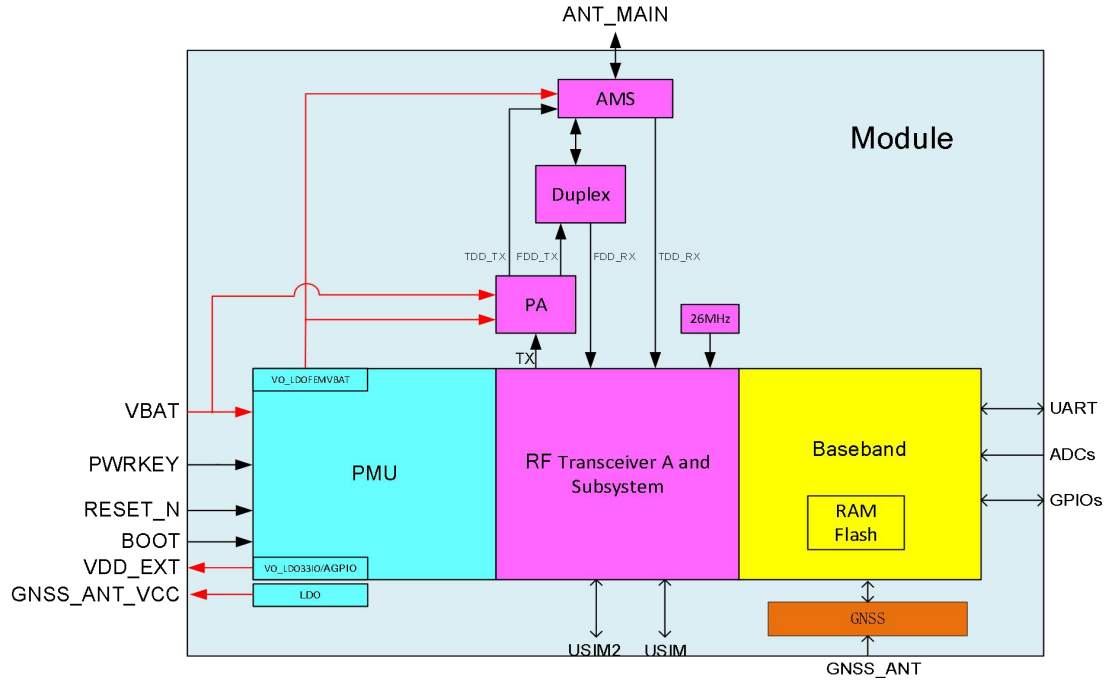 ANT_MAIN
AMS
Module
Duplex
TDD_TX
FDD_TX
FDD_RX
TDD_RX
PA
26MHz
TX
VO_LDOFEMVBAT
VBAT
UART
PWRKEY
PMU
RF Transceiver A and
Subsystem
Baseband
ADCs
RESET_N
RAM
Flash
GPIOs
BOOT
VDD_EXT
VO_LDO33IO/AGPIO
GNSS_ANT_VCC
LDO
GNSS
USIM2
USIM
GNSS_ANT